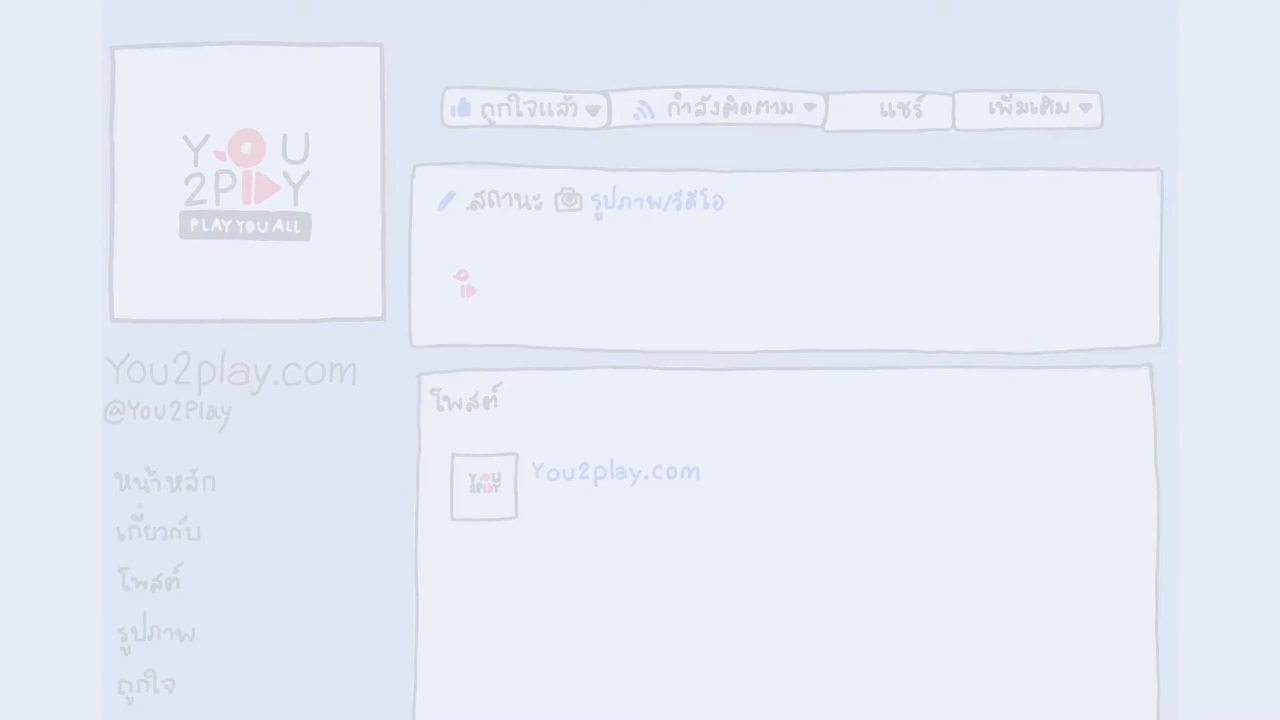 YOU
2PLAY
PLAY YOU ALL
ถูกใจแล้ว กำลังติดตาม แชร์ เพิ่มเติม
สถานะ รูปภาพ/วีดีโอ
You2play.com
@You2Play
โพสต์
YOU
2PLAY
You2play.com
หน้าหลัก
เกี่ยวกับ
โพสต์
รูปภาพ
ถูกใจ